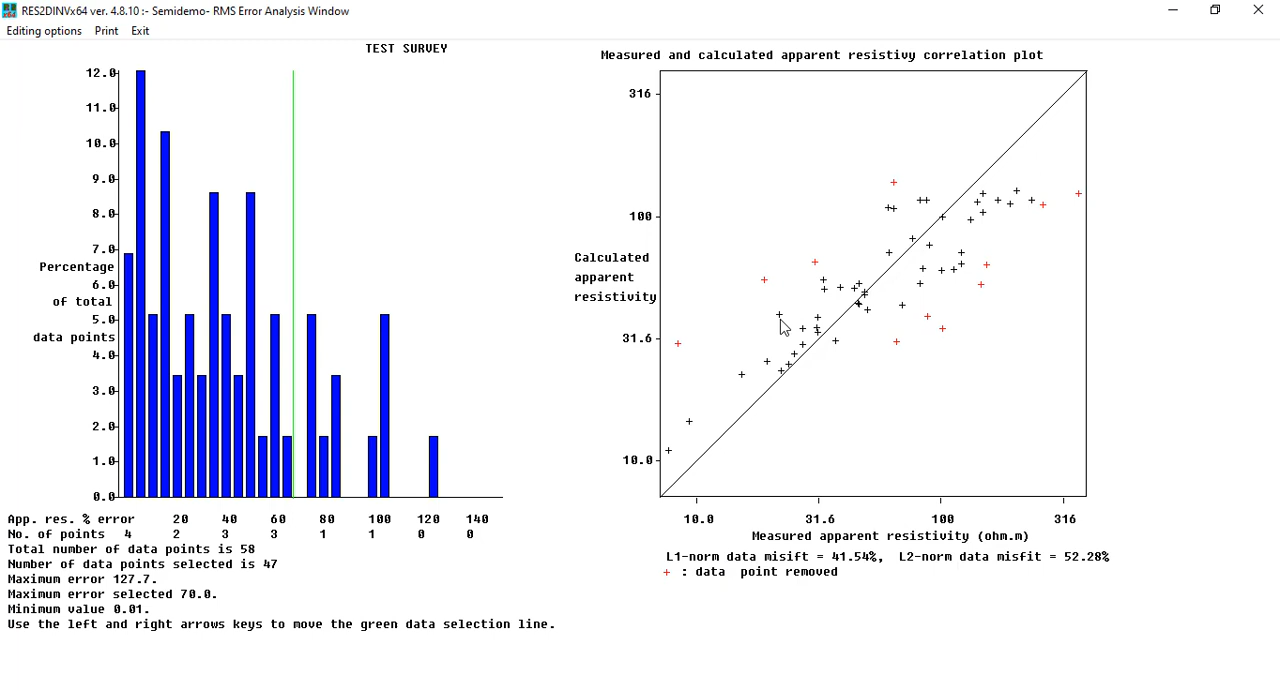 RES2DINVx64 ver. 4.8.10 :- Semidemo- RMS Error Analysis Window
Editing options Print Exit
TEST SURVEY
12.0
11.0
10.0
9.0
8.0
7.0
Percentage
6.0
of total
5.0
data points
4.0
3.0
2.0
1.0
0.0
App. res. % error 20 40 60 80 100 120 140
No. of points 4 2 3 3 1 1 0 0
Total number of data points is 58
Number of data points selected is 47
Maximum error 127.7.
Maximum error selected 70.0.
Minimum value 0.01.
Use the left and right arrows keys to move the green data selection line.
Measured and calculated apparent resistivy correlation plot
316
100
Calculated
apparent
resistivity
31.6
10.0
10.0 31.6 100 316
Measured apparent resistivity (ohm.m)
L1-norm data misift = 41.54%, L2-norm data misfit = 52.28%
+ : data point removed